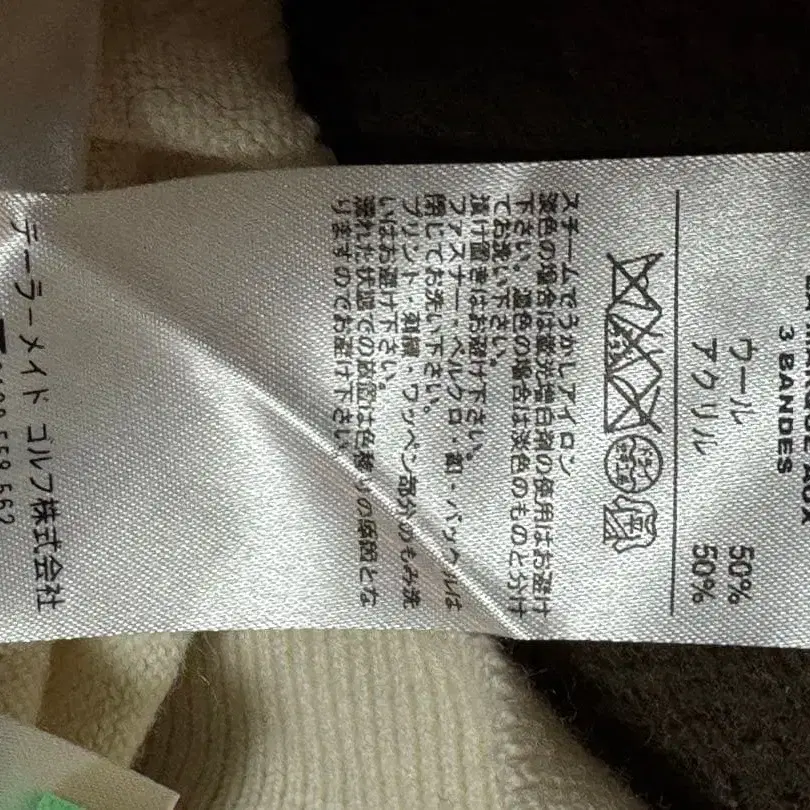 3 BANDES
ウール 50%
アクリル 50%
スチームでうかしアイロン
淡色の場合は蛍光増白剤の使用はお避け
下さい。濃色の場合は淡色のものと分け
てお洗い下さい。
漬け置きはお避け下さい。
ファスナー・ベルクロ・釦・バックルは
閉じてお洗い下さい。
プリント・刺繍・ワッペン部分のもみ洗
いはお避け下さい。
濡れた状態での放置は色移りの原因とな
りますのでお避け下さい。
テーラーメイド ゴルフ株式会社